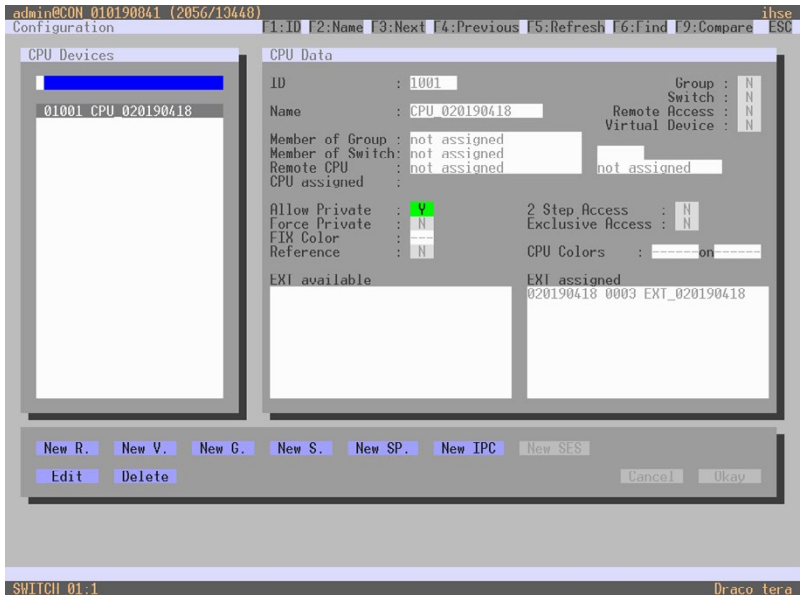 admin@CON_010190841 (2056/13448) ihse
Configuration F1:ID F2:Name F3:Next F4:Previous F5:Refresh F6:Find F9:Compare ESC
CPU Devices
01001 CPU_020190418
CPU Data
ID : 1001
Group : N
Switch : N
Name : CPU_020190418
Remote Access : N
Virtual Device : N
Member of Group : not assigned
Member of Switch: not assigned
Remote CPU : not assigned not assigned
CPU assigned :
Allow Private : Y 2 Step Access : N
Force Private : N Exclusive Access : N
FIX Color : ---
Reference : N CPU Colors : ------on------
EXT available EXT assigned
020190418 0003 EXT_020190418
New R. New V. New G. New S. New SP. New IPC New SES
Edit Delete Cancel Okay
SWITCH 01:1 Draco tera